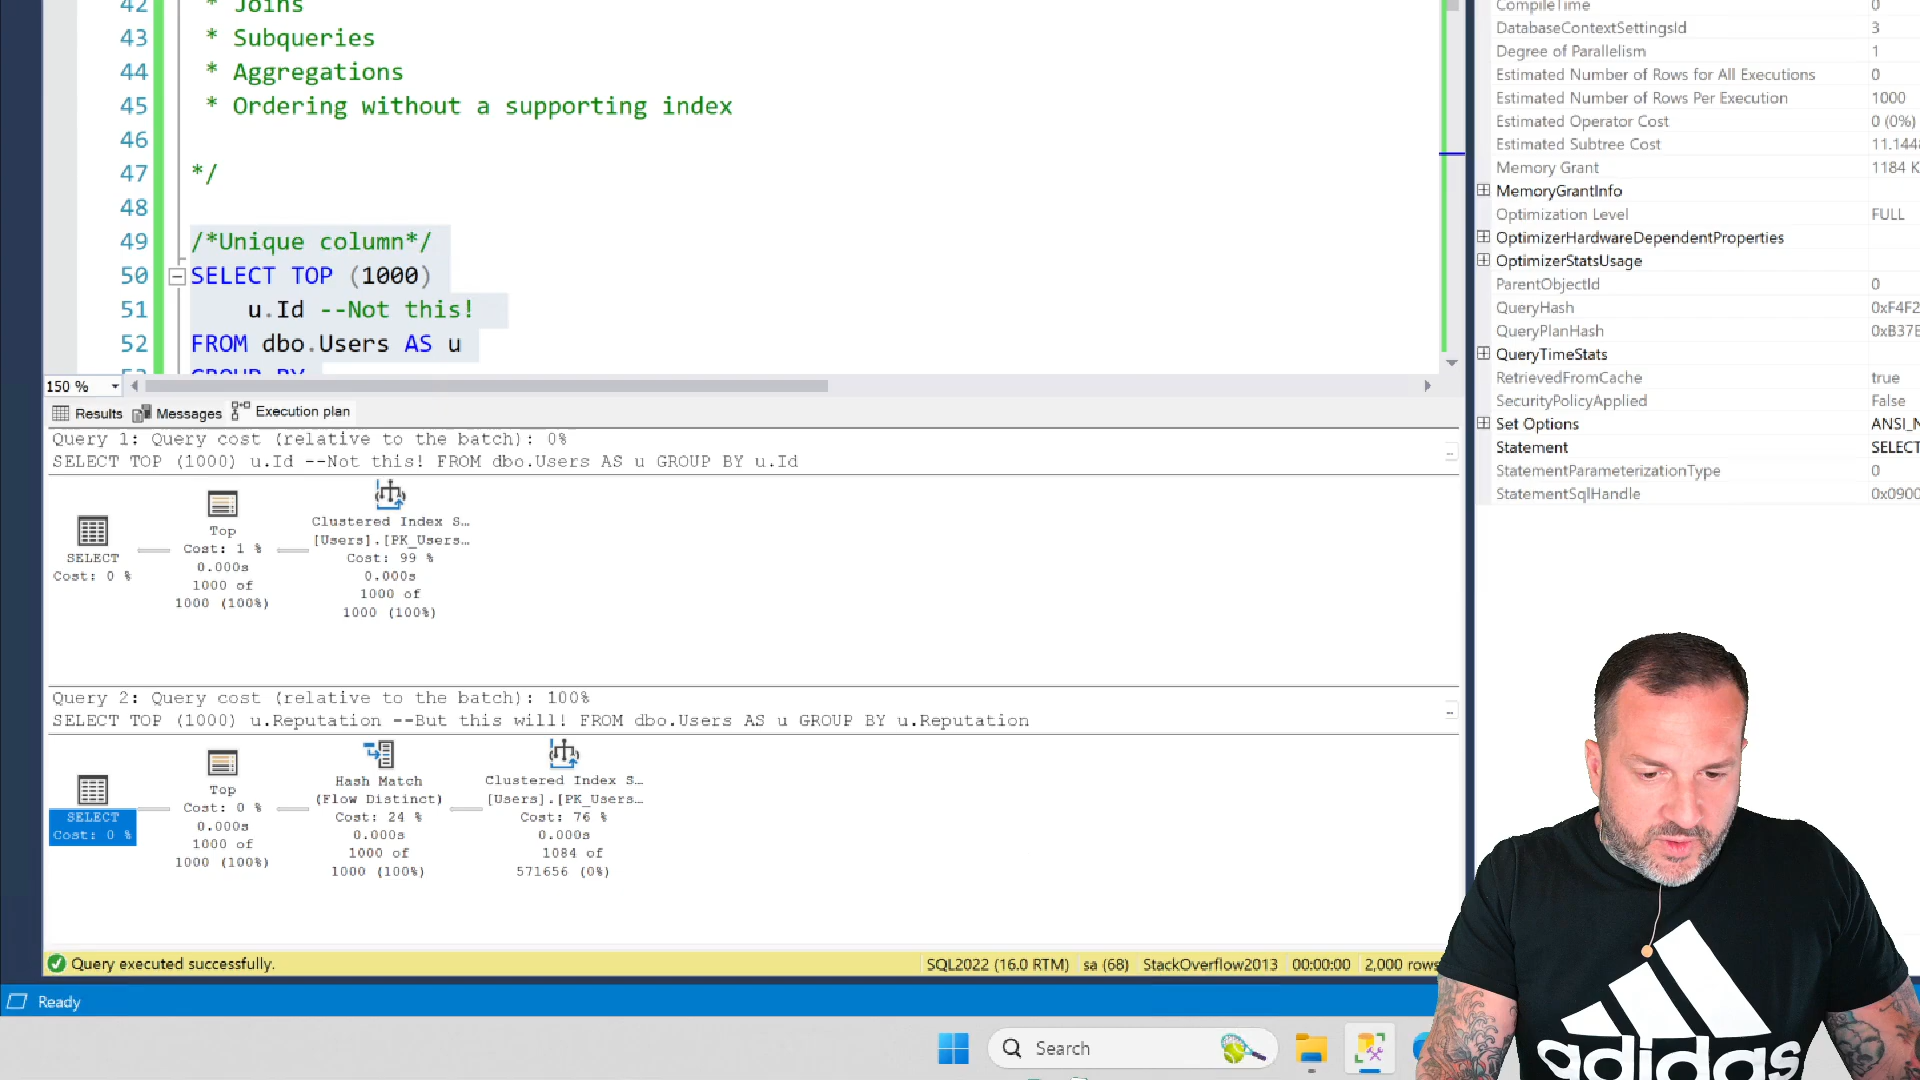 42 * Joins
43 * Subqueries
44 * Aggregations
45 * Ordering without a supporting index
46
47 */
48
49 /*Unique column*/
50 SELECT TOP (1000)
51 u.Id --Not this!
52 FROM dbo.Users AS u
GROUP BY
150 %
Results Messages Execution plan
Query 1: Query cost (relative to the batch): 0%
SELECT TOP (1000) u.Id --Not this! FROM dbo.Users AS u GROUP BY u.Id
SELECT
Cost: 0 %
Top
Cost: 1 %
0.000s
1000 of
1000 (100%)
Clustered Index S...
[Users].[PK_Users...
Cost: 99 %
0.000s
1000 of
1000 (100%)
Query 2: Query cost (relative to the batch): 100%
SELECT TOP (1000) u.Reputation --But this will! FROM dbo.Users AS u GROUP BY u.Reputation
SELECT
Cost: 0 %
Top
Cost: 0 %
0.000s
1000 of
1000 (100%)
Hash Match
(Flow Distinct)
Cost: 24 %
0.000s
1000 of
1000 (100%)
Clustered Index S...
[Users].[PK_Users...
Cost: 76 %
0.000s
1084 of
571656 (0%)
Query executed successfully.
SQL2022 (16.0 RTM) sa (68) StackOverflow2013 00:00:00 2,000 rows
Ready
Search
CompileTime 0
DatabaseContextSettingsId 3
Degree of Parallelism 1
Estimated Number of Rows for All Executions 0
Estimated Number of Rows Per Execution 1000
Estimated Operator Cost 0 (0%)
Estimated Subtree Cost 11.144
Memory Grant 1184 K
MemoryGrantInfo
Optimization Level FULL
OptimizerHardwareDependentProperties
OptimizerStatsUsage
ParentObjectId 0
QueryHash 0xF4F2
QueryPlanHash 0xB37E
QueryTimeStats
RetrievedFromCache true
SecurityPolicyApplied False
Set Options ANSI_N
Statement SELECT
StatementParameterizationType 0
StatementSqlHandle 0x0900
adidas